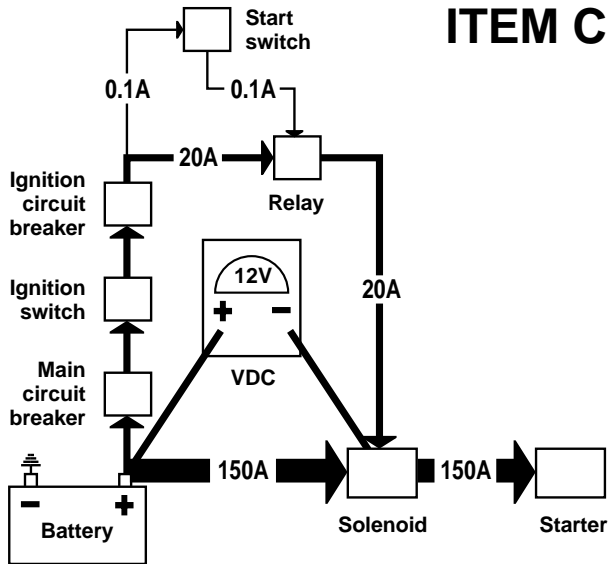 ITEM C
Start
switch
0.1A
0.1A
20A
Relay
Ignition
circuit
breaker
12V
+ −
VDC
Ignition
switch
20A
Main
circuit
breaker
150A
150A
− +
Battery
Solenoid
Starter